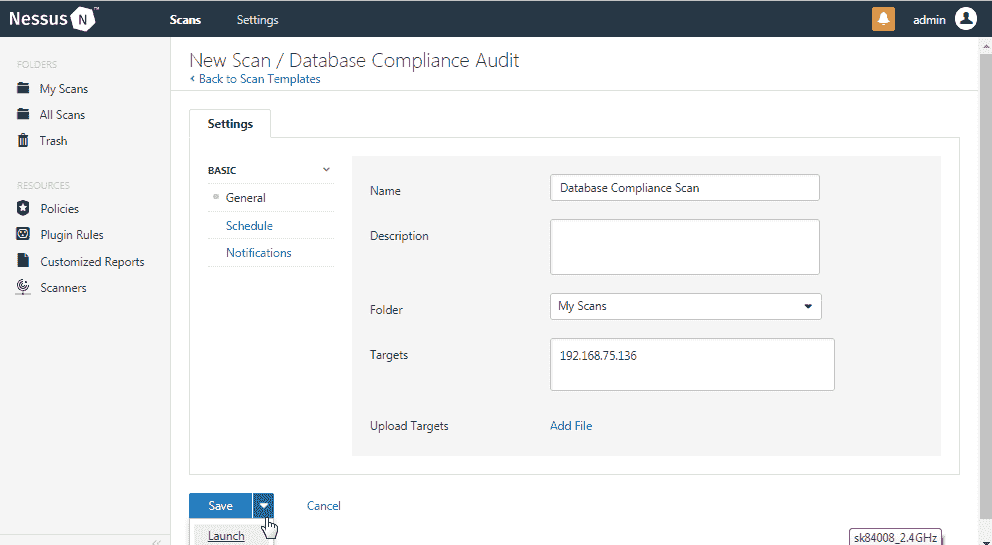 Nessus N ™ Scans Settings admin
FOLDERS
My Scans
All Scans
Trash
RESOURCES
Policies
Plugin Rules
Customized Reports
Scanners
New Scan / Database Compliance Audit
‹ Back to Scan Templates
Settings
BASIC
General
Schedule
Notifications
Name Database Compliance Scan
Description
Folder My Scans
Targets 192.168.75.136
Upload Targets Add File
Save Cancel
Launch
sk84008_2.4GHz